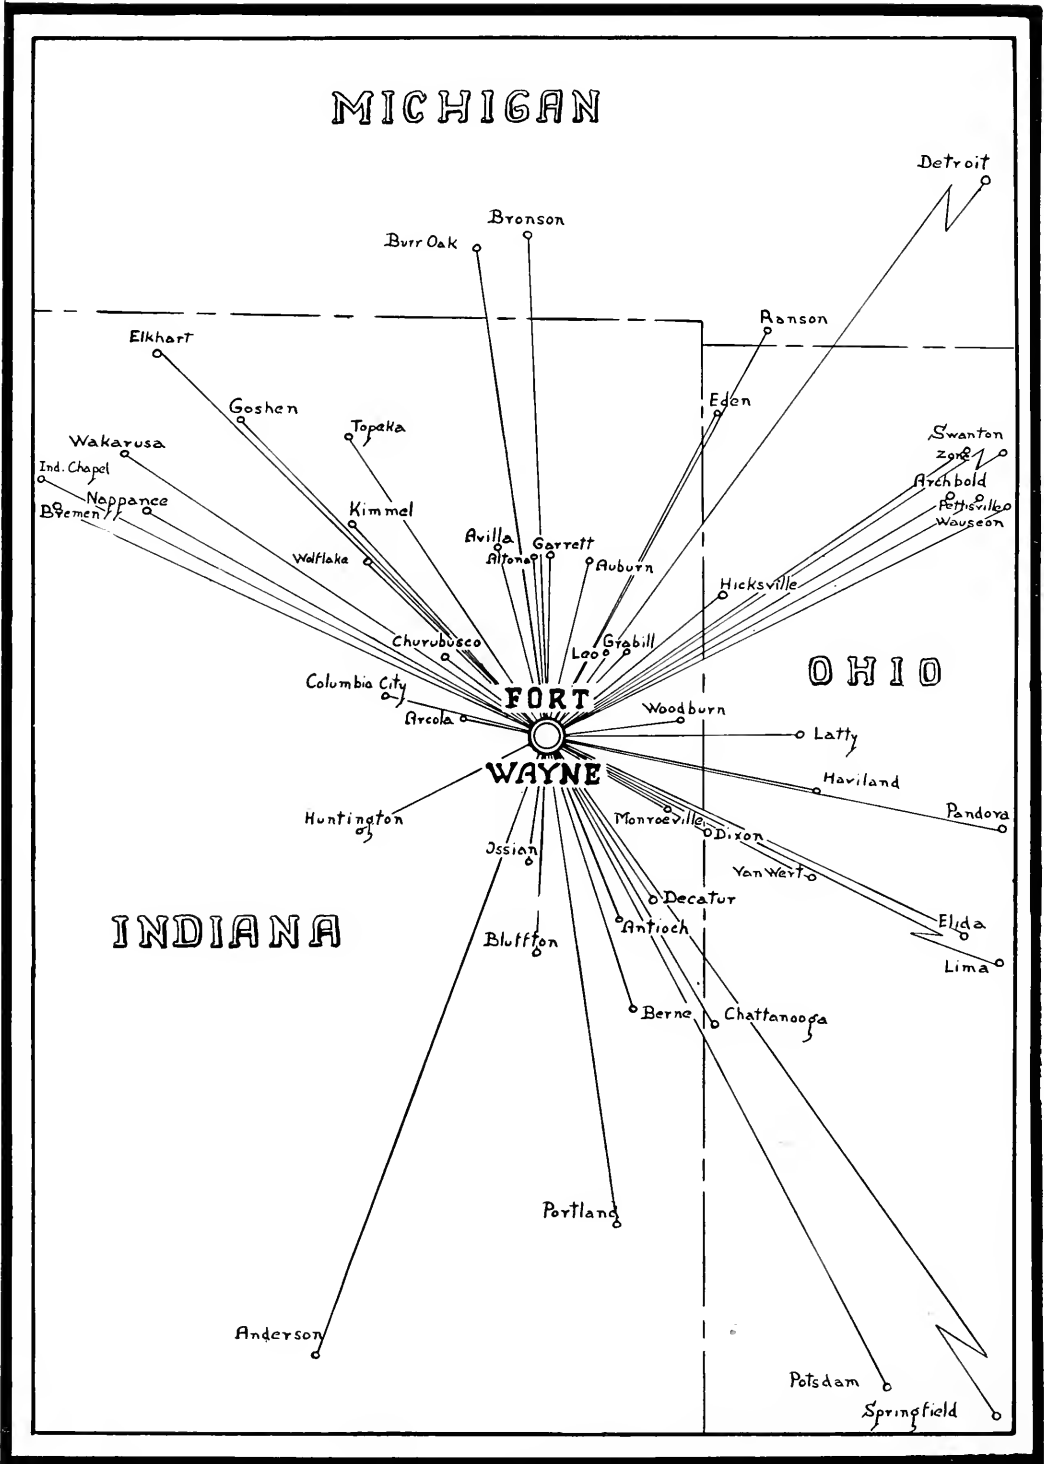 MICHIGAN
Detroit
Bronson
Burr Oak
Ranson
Elkhart
Eden
Goshen
Topeka
Swanton
Wakarusa
Zone
Ind. Chapel
Archbold
Nappance
Pettisville
Bremen
Kimmel
Wauseon
Avilla
Garrett
Altona
Wolflake
Auburn
Hicksville
Churubusco
Leo
Grabill
OHIO
Columbia City
FORT
Arcola
Woodburn
Latty
WAYNE
Haviland
Huntington
Monroeville
Pandora
Dixon
Issian
Van Wert
Decatur
INDIANA
Antioch
Elida
Bluffton
Lima
Berne
Chattanooga
Portland
Anderson
Potsdam
Springfield